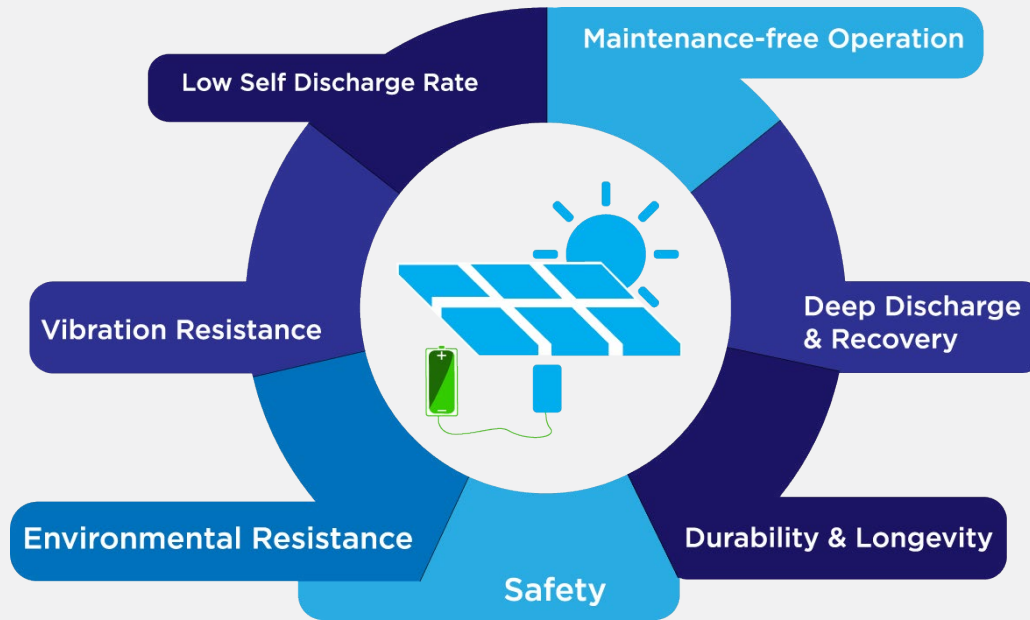 Maintenance-free Operation
Low Self Discharge Rate
Vibration Resistance
Deep Discharge
& Recovery
Environmental Resistance
Durability & Longevity
Safety